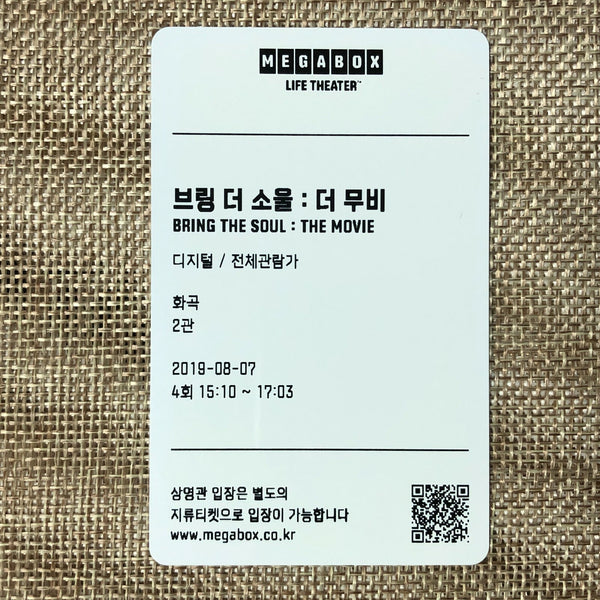 MEGABOX
LIFE THEATER™
브링 더 소울 : 더 무비
BRING THE SOUL : THE MOVIE
디지털 / 전체관람가
화곡
2관
2019-08-07
4회 15:10 ~ 17:03
상영관 입장은 별도의
지류티켓으로 입장이 가능합니다
www.megabox.co.kr